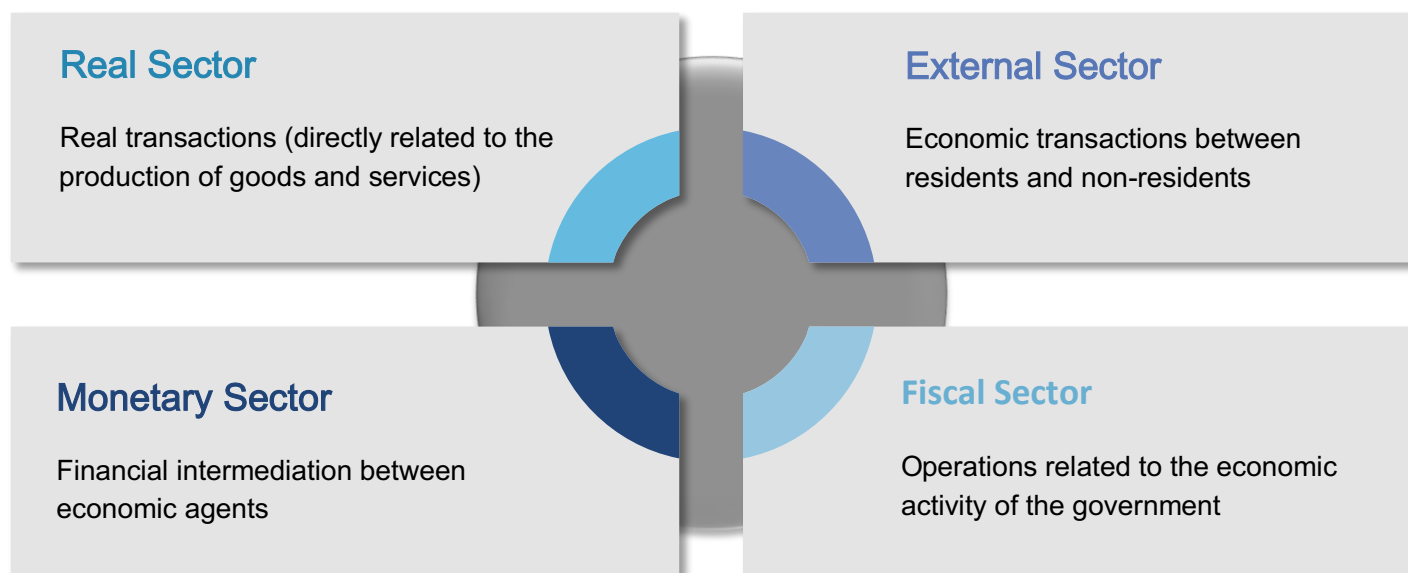 Real Sector
Real transactions (directly related to the
production of goods and services)
External Sector
Economic transactions between
residents and non-residents
Monetary Sector
Financial intermediation between
economic agents
Fiscal Sector
Operations related to the economic
activity of the government